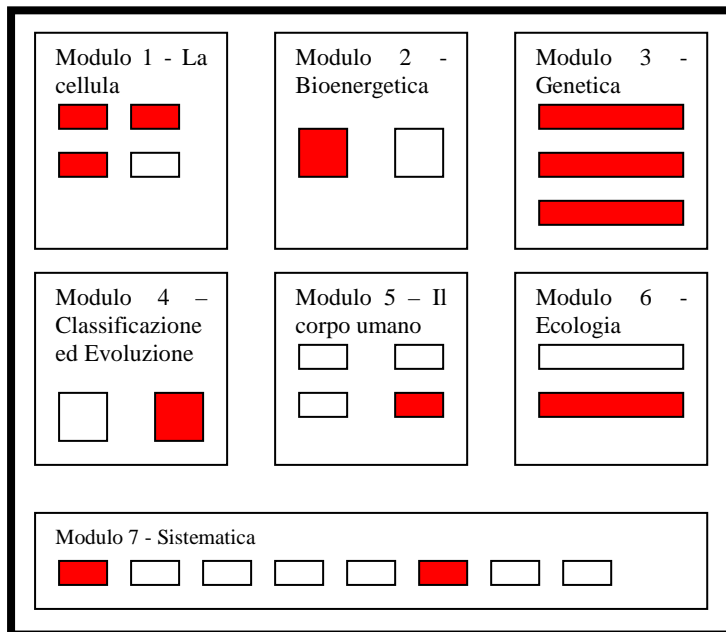 Modulo 1 - La
cellula
Modulo 2 -
Bioenergetica
Modulo 3 -
Genetica
Modulo 4 –
Classificazione
ed Evoluzione
Modulo 5 – Il
corpo umano
Modulo 6 -
Ecologia
Modulo 7 - Sistematica